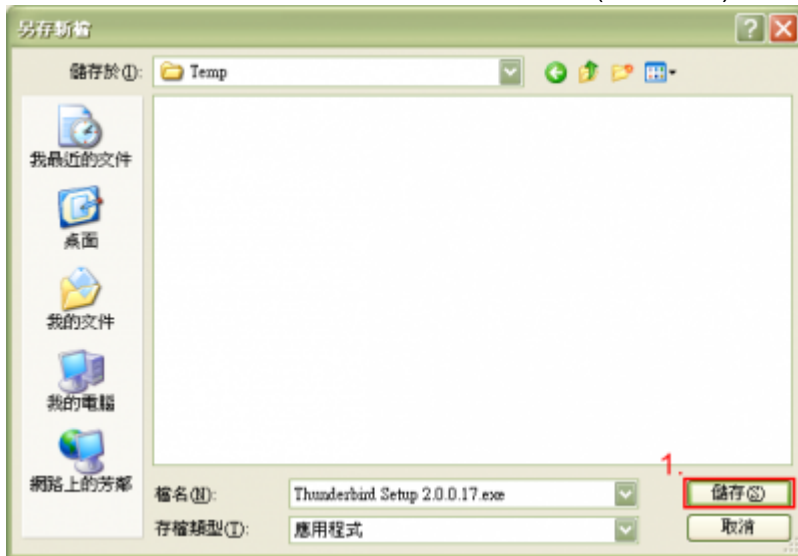 另存新檔
儲存於(I):
Temp
我最近的文件
桌面
我的文件
我的電腦
網路上的芳鄰
1.
檔名(N):
Thunderbird Setup 2.0.0.17.exe
儲存(S)
存檔類型(T):
應用程式
取消